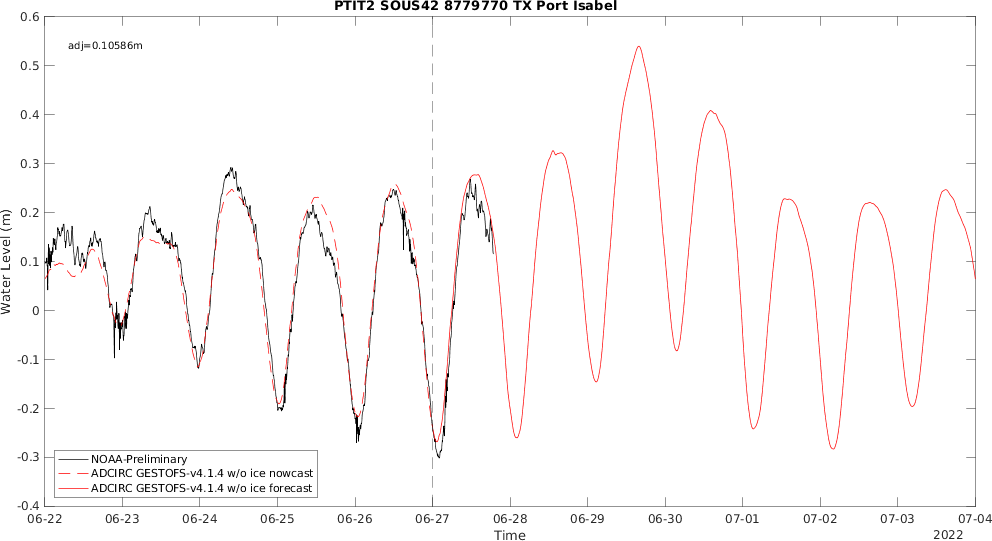 PTIT2 SOUS42 8779770 TX Port Isabel
adj=0.10586m
0.6
0.5
0.4
0.3
0.2
0.1
0
-0.1
-0.2
-0.3
-0.4
Water Level (m)
NOAA-Preliminary
ADCIRC GESTOFS-v4.1.4 w/o ice nowcast
ADCIRC GESTOFS-v4.1.4 w/o ice forecast
06-22 06-23 06-24 06-25 06-26 06-27 06-28 06-29 06-30 07-01 07-02 07-03 07-04
Time
2022